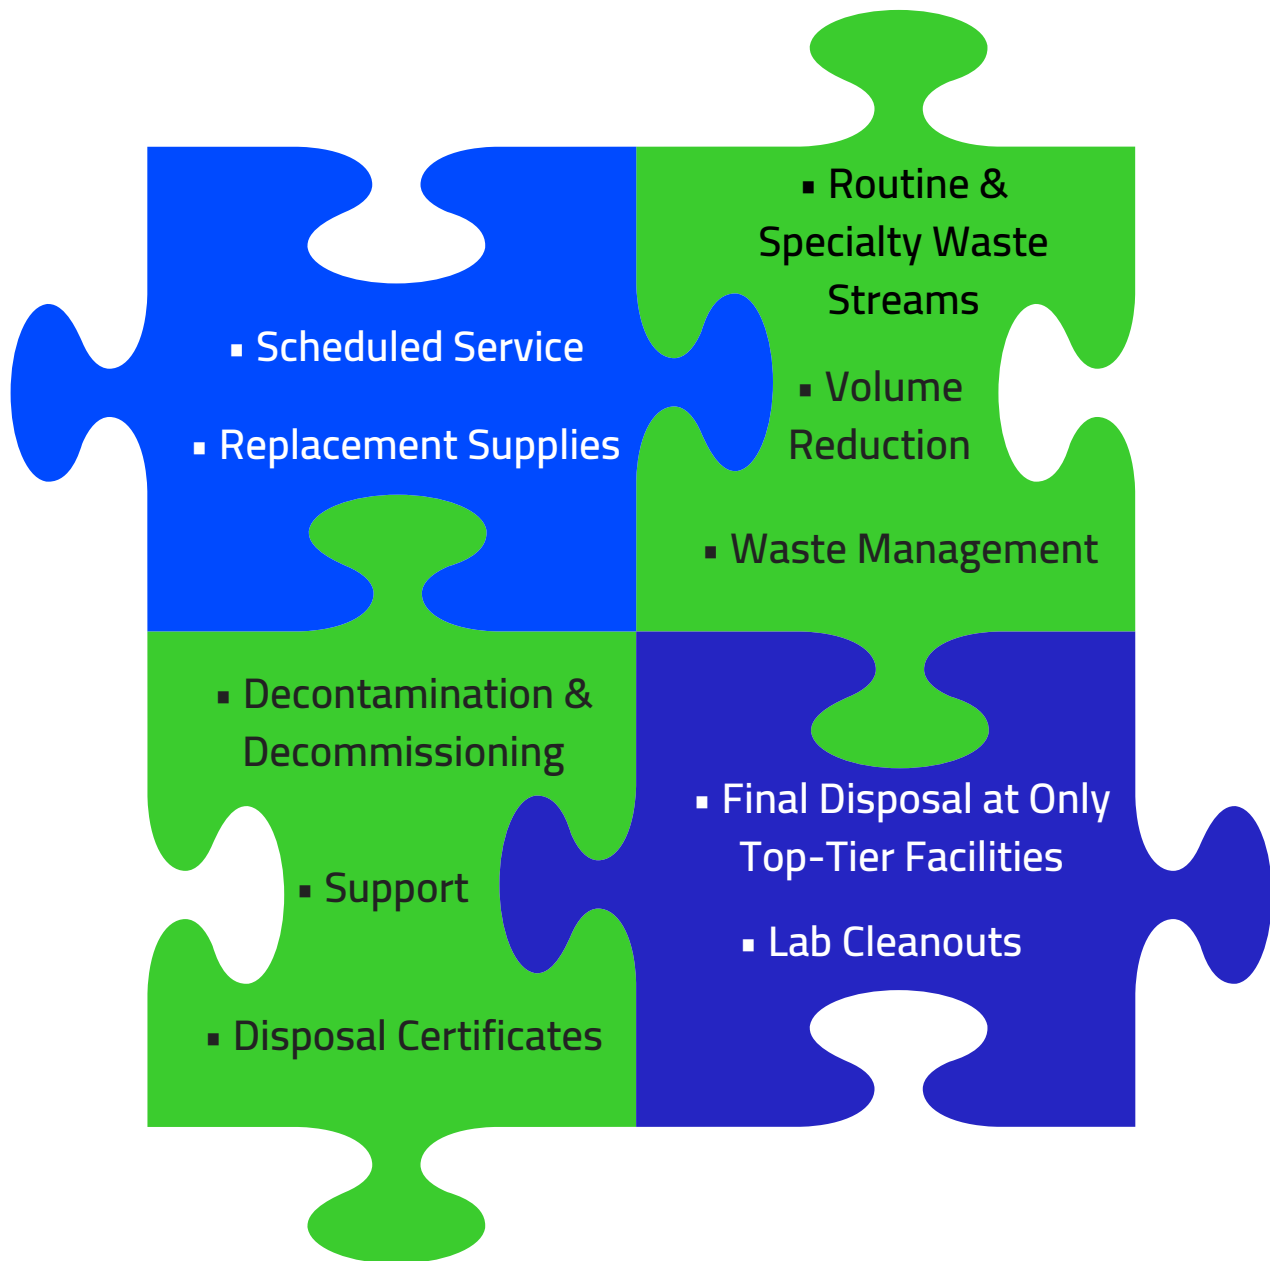 ▪ Scheduled Service
▪ Replacement Supplies
▪ Routine &
Specialty Waste
Streams
▪ Volume
Reduction
▪ Waste Management
▪ Decontamination &
Decommissioning
▪ Support
▪ Disposal Certificates
▪ Final Disposal at Only
Top-Tier Facilities
▪ Lab Cleanouts